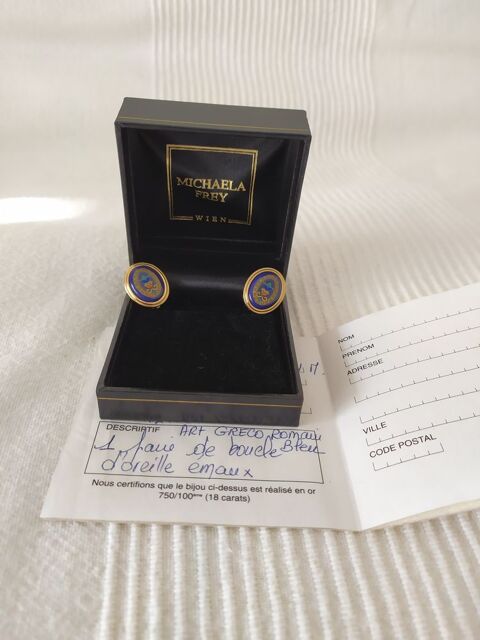 MICHAELA
FREY
WIEN
DESCRIPTIF ART GRECO Romain
1 paire de boucle Bleu
d'oreille emaux
Nous certifions que le bijou ci-dessus est réalisé en or
750/100ème (18 carats)
NOM
PRENOM
ADRESSE
VILLE
CODE POSTAL